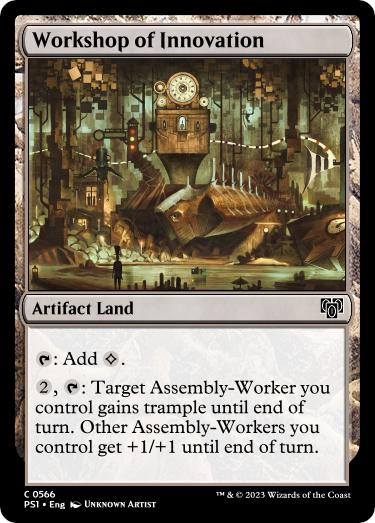 Workshop of Innovation
Artifact Land
: Add .
2, : Target Assembly-Worker you
control gains trample until end of
turn. Other Assembly-Workers you
control get +1/+1 until end of turn.
C 0566
PS1 • Eng Unknown Artist
™ & © 2023 Wizards of the Coast